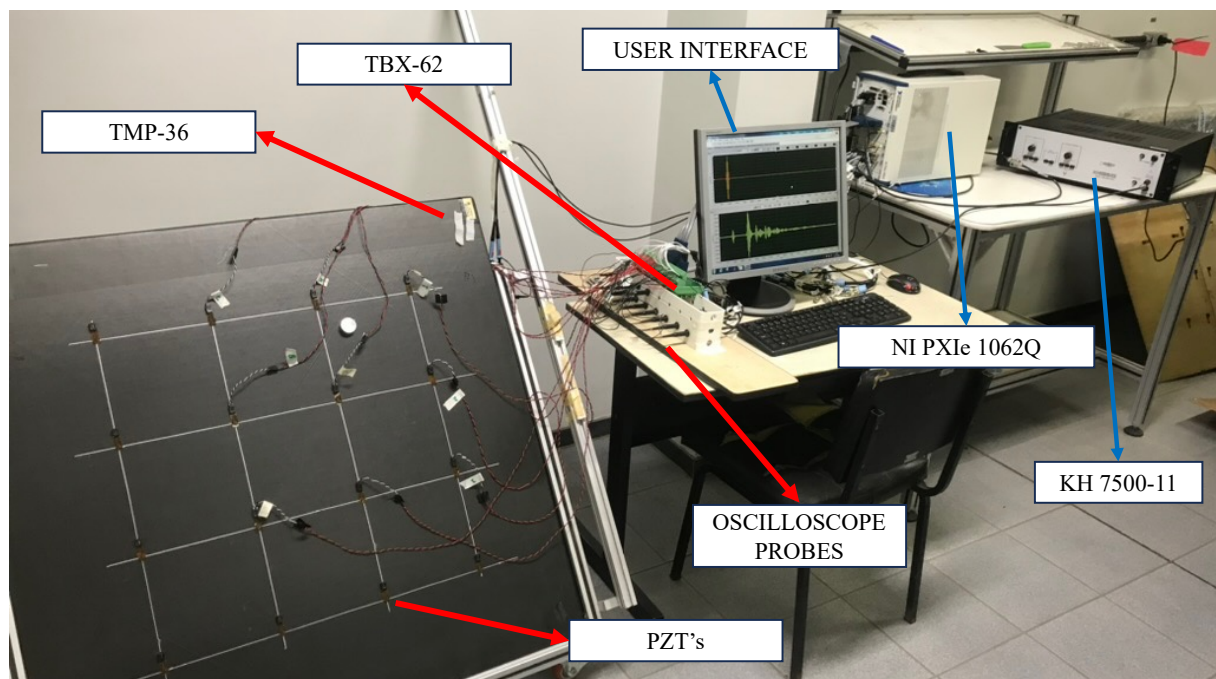 USER INTERFACE
TBX-62
TMP-36
NI PXIe 1062Q
KH 7500-11
OSCILLOSCOPE
PROBES
PZT's